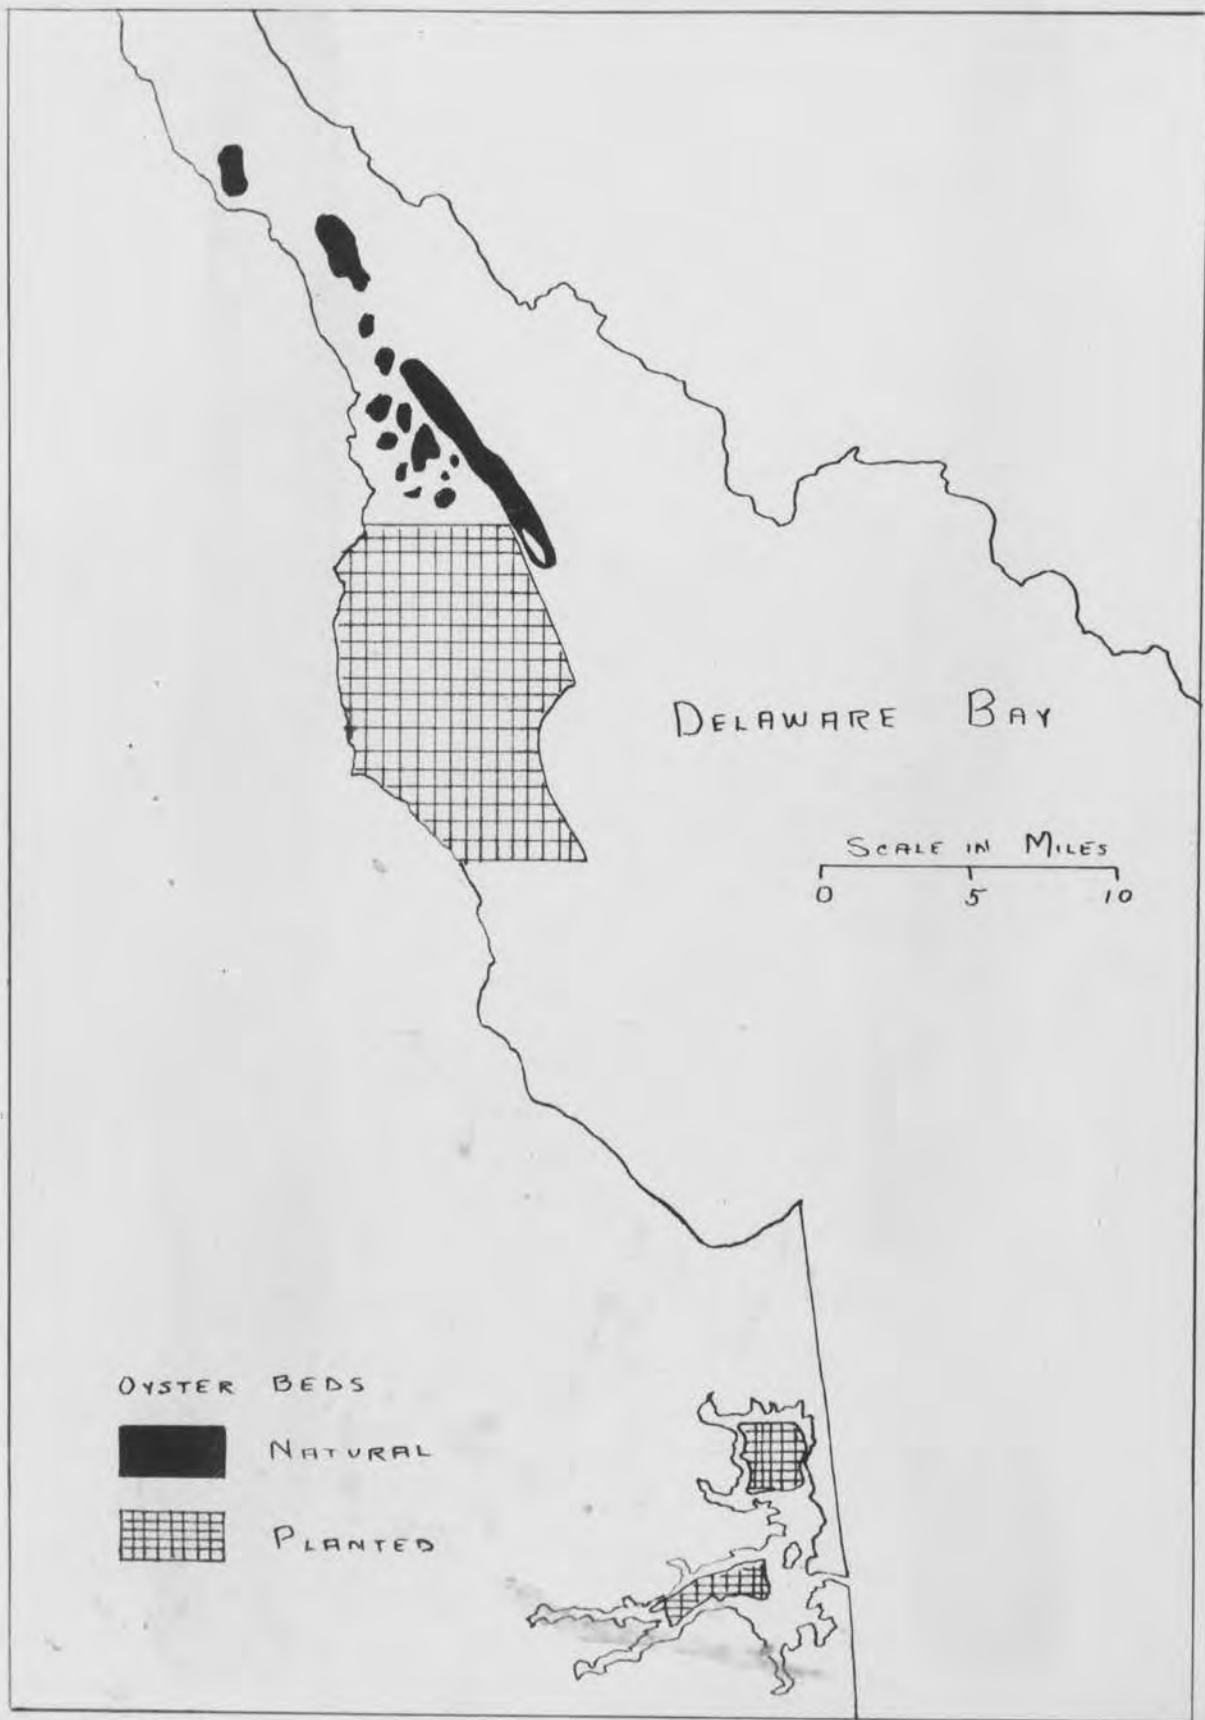 DELAWARE BAY
SCALE IN MILES
0 5 10
OYSTER BEDS
NATURAL
PLANTED